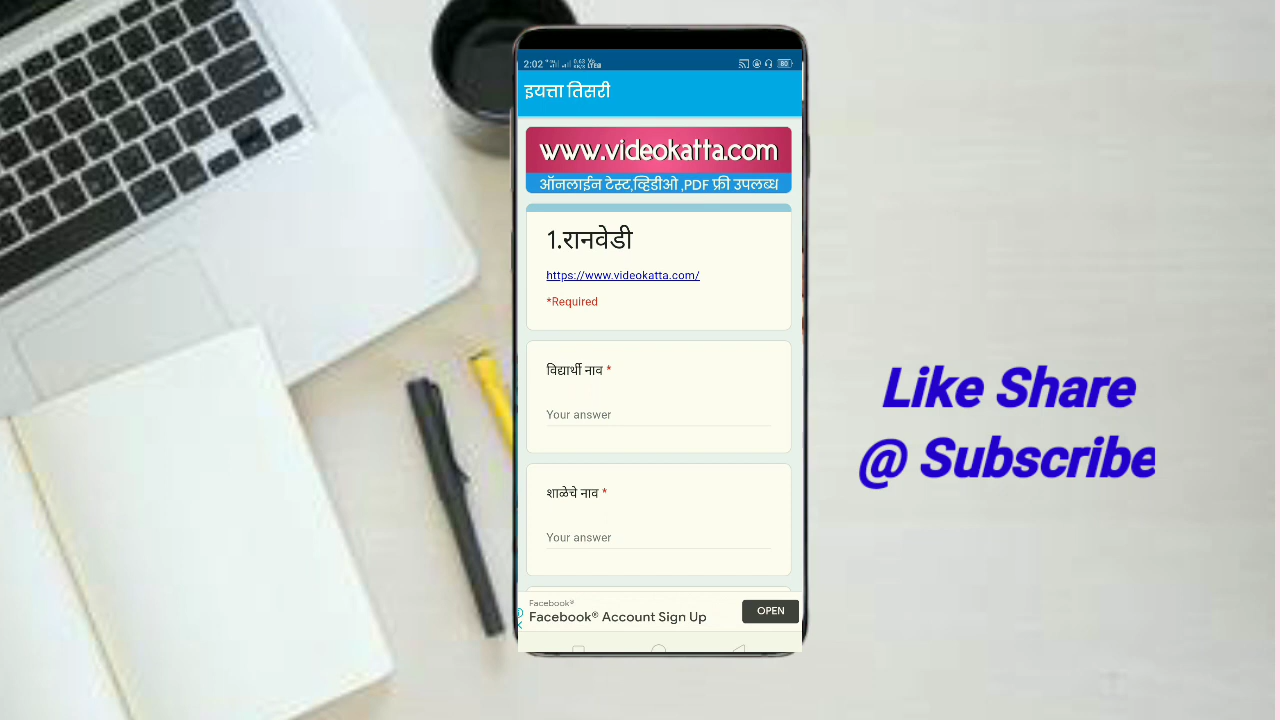 2:02
80
इयत्ता तिसरी
www.videokatta.com
ऑनलाईन टेस्ट,व्हिडीओ ,PDF फ्री उपलब्ध
1.रानवेडी
https://www.videokatta.com/
*Required
विद्यार्थी नाव *
Your answer
शाळेचे नाव *
Your answer
Facebook®
Facebook® Account Sign Up
OPEN
Like Share
@ Subscribe